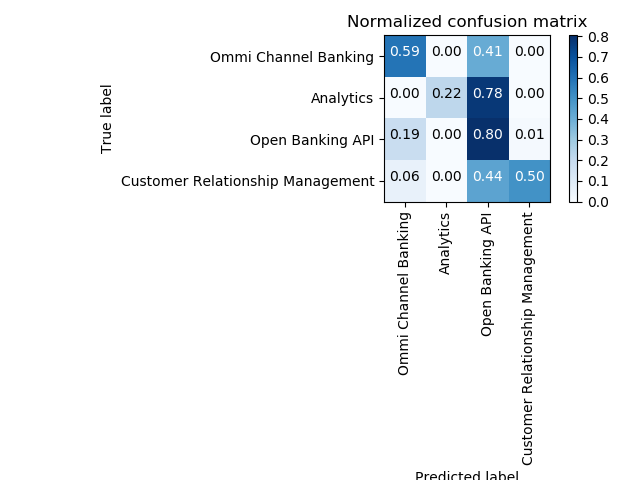 Normalized confusion matrix
True label
Ommi Channel Banking 0.59 0.00 0.41 0.00
Analytics 0.00 0.22 0.78 0.00
Open Banking API 0.19 0.00 0.80 0.01
Customer Relationship Management 0.06 0.00 0.44 0.50
0.8
0.7
0.6
0.5
0.4
0.3
0.2
0.1
0.0
Ommi Channel Banking
Analytics
Open Banking API
Customer Relationship Management
Predicted label